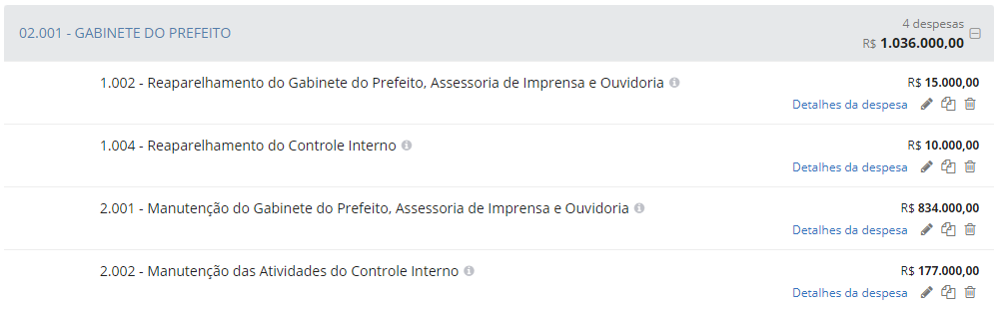 02.001 - GABINETE DO PREFEITO
4 despesas
R$ 1.036.000,00
1.002 - Reaparelhamento do Gabinete do Prefeito, Assessoria de Imprensa e Ouvidoria
R$ 15.000,00
Detalhes da despesa
1.004 - Reaparelhamento do Controle Interno
R$ 10.000,00
Detalhes da despesa
2.001 - Manutenção do Gabinete do Prefeito, Assessoria de Imprensa e Ouvidoria
R$ 834.000,00
Detalhes da despesa
2.002 - Manutenção das Atividades do Controle Interno
R$ 177.000,00
Detalhes da despesa